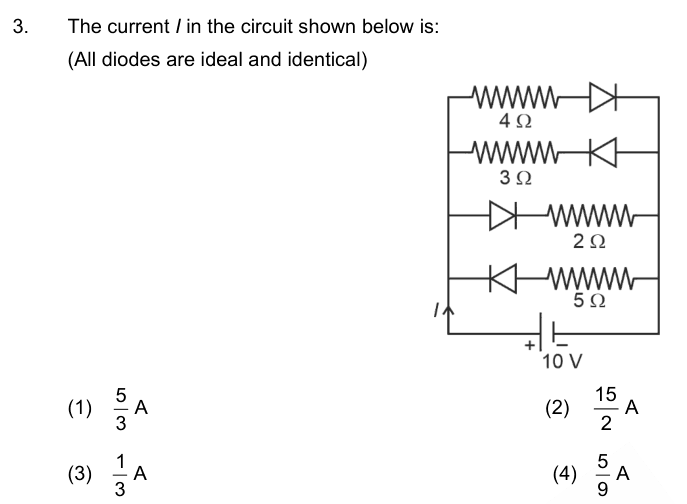 3. The current I in the circuit shown below is:
(All diodes are ideal and identical)
4 Ω
3 Ω
2 Ω
5 Ω
I
+ –
10 V
(1) 5/3 A
(2) 15/2 A
(3) 1/3 A
(4) 5/9 A